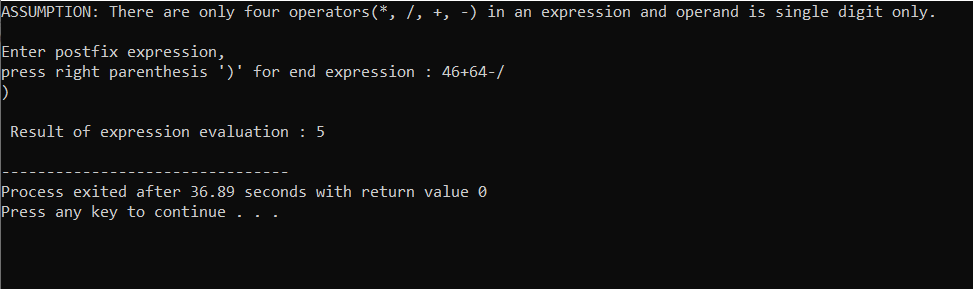 ASSUMPTION: There are only four operators(*, /, +, -) in an expression and operand is single digit only.
Enter postfix expression,
press right parenthesis ')' for end expression : 46+64-/
)
Result of expression evaluation : 5
--------------------------------
Process exited after 36.89 seconds with return value 0
Press any key to continue . . .